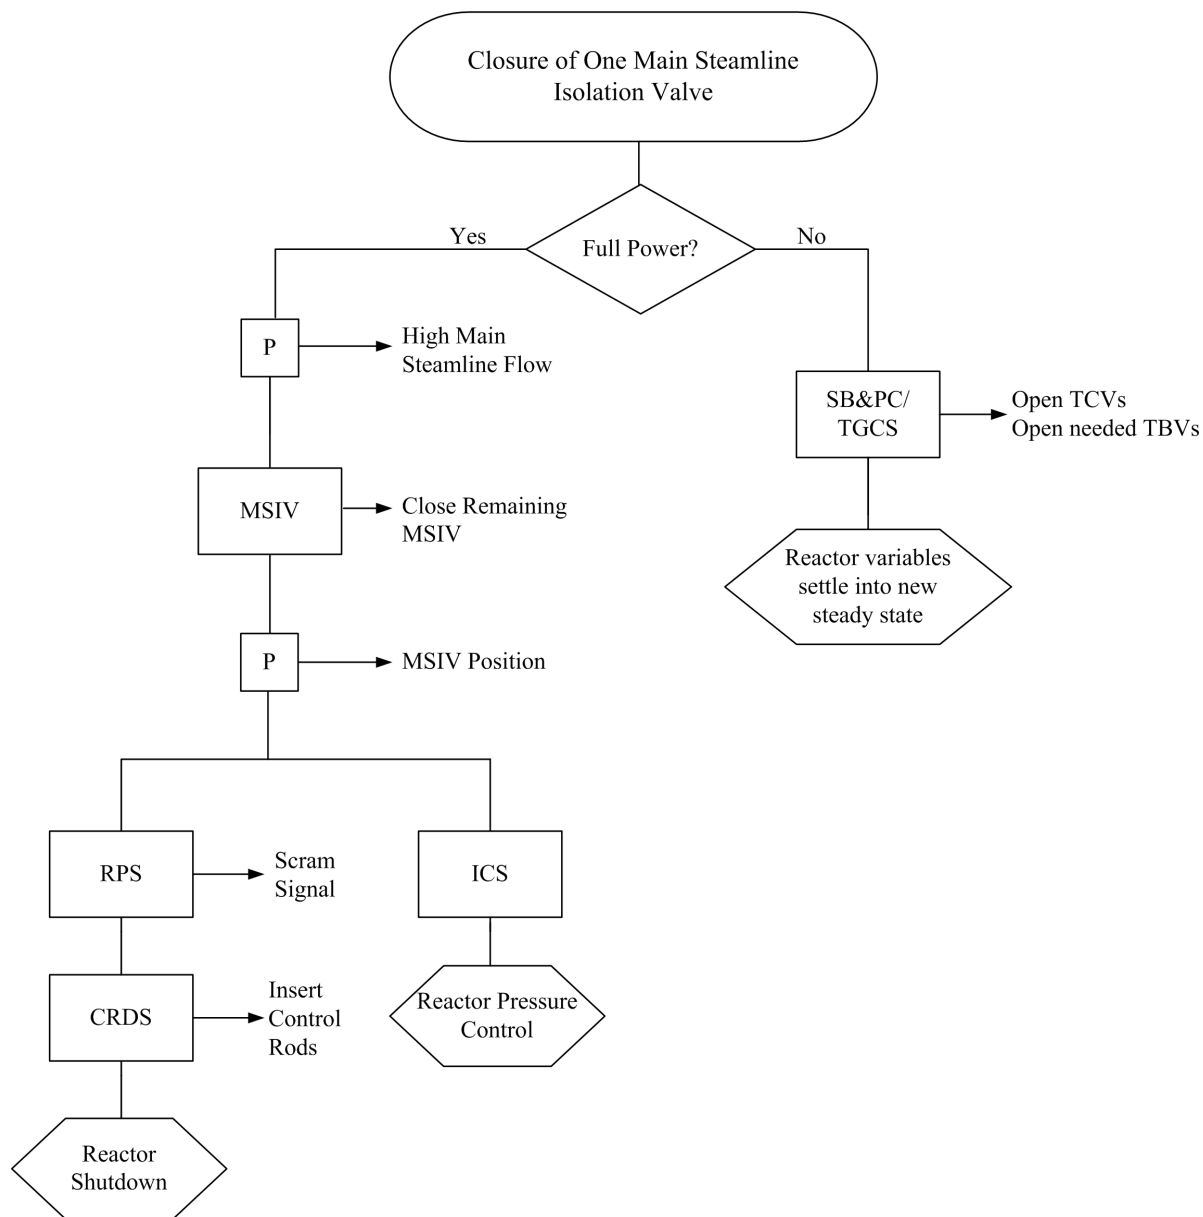 Closure of One Main Steamline
Isolation Valve
Full Power?
Yes
No
P
High Main
Steamline Flow
SB&PC/
TGCS
Open TCVs
Open needed TBVs
MSIV
Close Remaining
MSIV
Reactor variables
settle into new
steady state
P
MSIV Position
RPS
Scram
Signal
ICS
CRDS
Insert
Control
Rods
Reactor Pressure
Control
Reactor
Shutdown